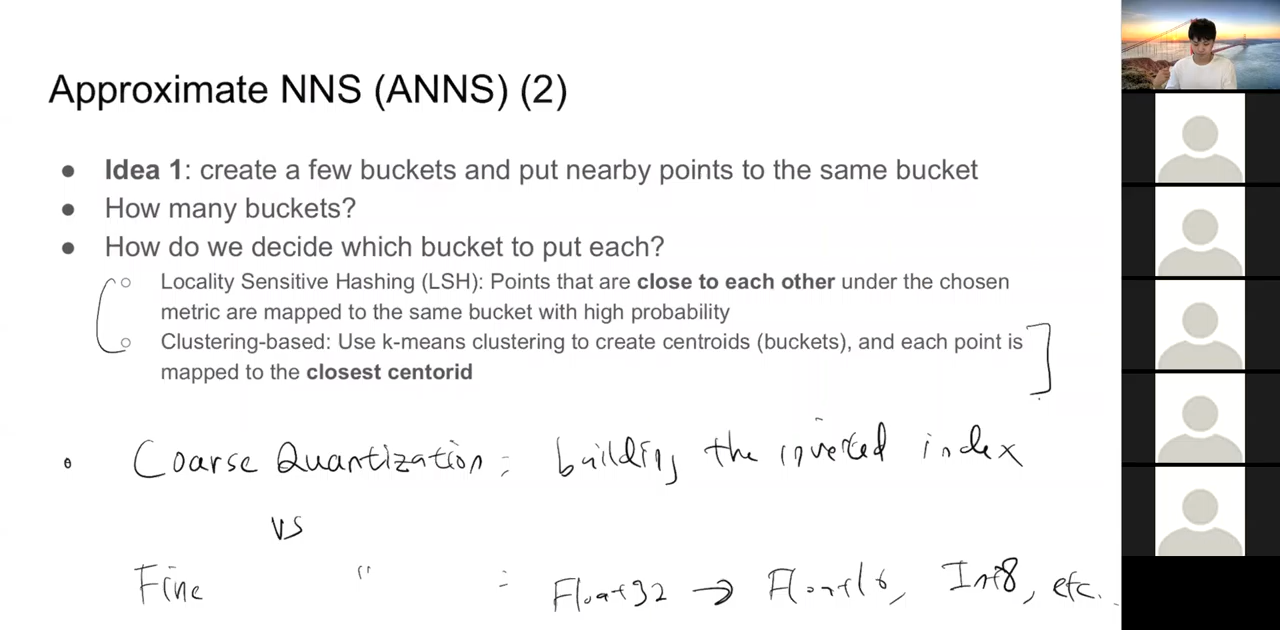 Approximate NNS (ANNS) (2)
● Idea 1: create a few buckets and put nearby points to the same bucket
● How many buckets?
● How do we decide which bucket to put each?
○ Locality Sensitive Hashing (LSH): Points that are close to each other under the chosen
metric are mapped to the same bucket with high probability
○ Clustering-based: Use k-means clustering to create centroids (buckets), and each point is
mapped to the closest centorid
Coarse Quantization : building the inverted index
vs
Fine " : Float32 → Float16, Int8, etc.